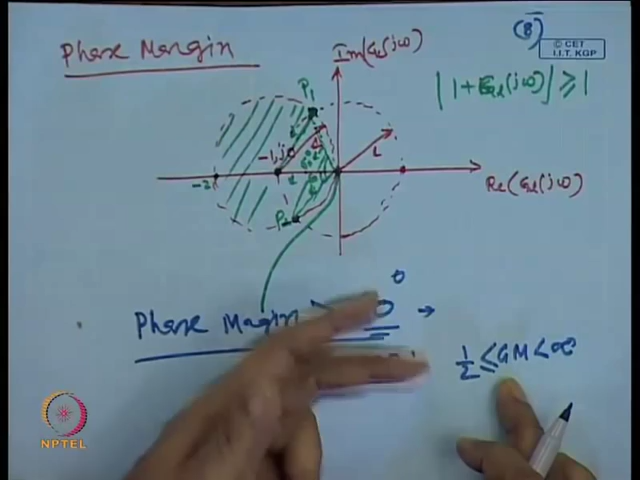 Phase Margin
Im(GL(jω)
(8)
© CET
I.I.T. KGP
|1+GL(jω)| ≥ 1
P1
-1,j0
L
-2
Re(GL(jω)
P2
Phase Margin
0° →
1/2 ≤ GM < ∞
NPTEL